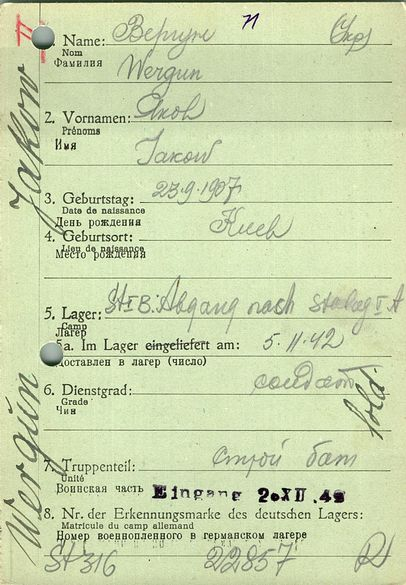 II
1. Name: Вергун (Укр)
Nom
Фамилия Wergun
2. Vornamen: Яков
Prénoms
Имя
Jakow
3. Geburtstag: 23.9.1907
Date de naissance
День рождения
4. Geburtsort: Киев
Lieu de naissance
Место рождения
5. Lager: St I B. Abgang nach Stalag I A
Camp
Лагерь
5a. Im Lager eingeliefert am: 5.11.42
Доставлен в лагерь (число)
6. Dienstgrad: солдат
Grade
Чин
Sold.
7. Truppenteil: строй бат
Unité
Воинская часть Eingang 20 XII. 42
8. Nr. der Erkennungsmarke des deutschen Lagers:
Matricule du camp allemand
Номер военнопленного в германском лагере
St 316 22857
Wergun Jakow